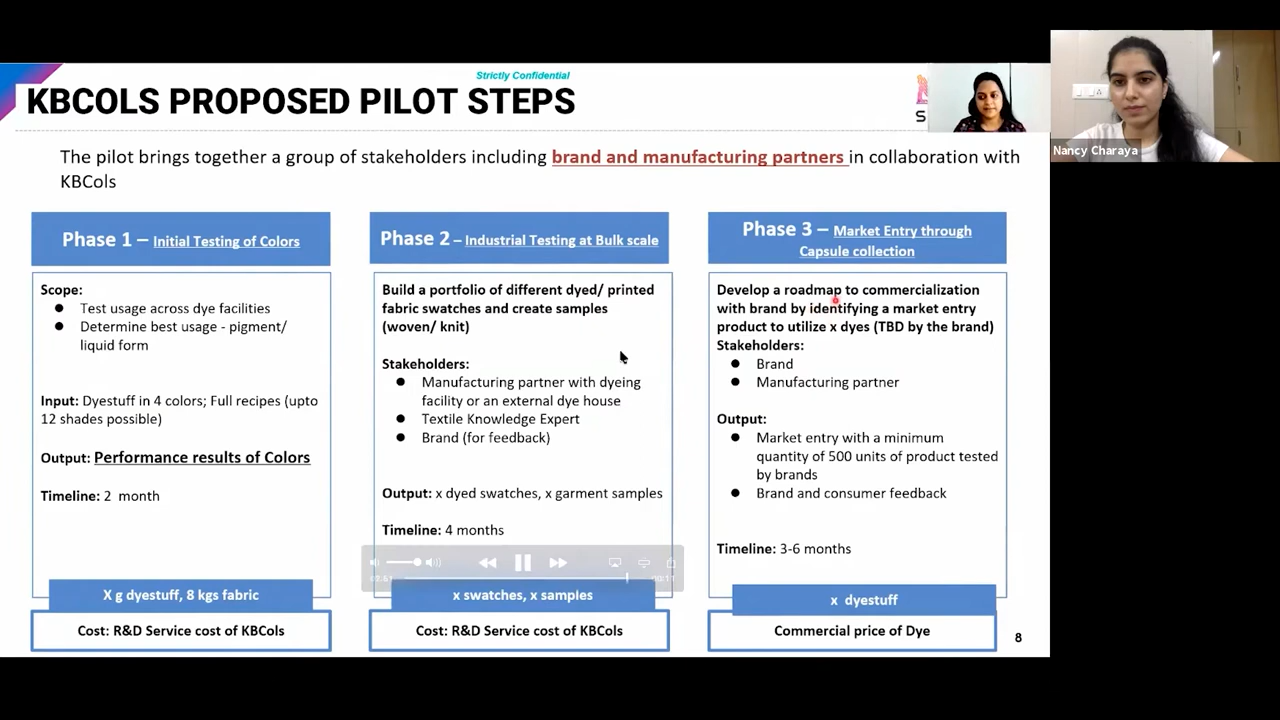 Strictly Confidential
KBCOLS PROPOSED PILOT STEPS
S
Nancy Charaya
The pilot brings together a group of stakeholders including brand and manufacturing partners in collaboration with
KBCols
Phase 1 – Initial Testing of Colors
Scope:
● Test usage across dye facilities
● Determine best usage - pigment/
liquid form
Input: Dyestuff in 4 colors; Full recipes (upto
12 shades possible)
Output: Performance results of Colors
Timeline: 2 month
X g dyestuff, 8 kgs fabric
Cost: R&D Service cost of KBCols
Phase 2 – Industrial Testing at Bulk scale
Build a portfolio of different dyed/ printed
fabric swatches and create samples
(woven/ knit)
Stakeholders:
● Manufacturing partner with dyeing
facility or an external dye house
● Textile Knowledge Expert
● Brand (for feedback)
Output: x dyed swatches, x garment samples
Timeline: 4 months
x swatches, x samples
Cost: R&D Service cost of KBCols
Phase 3 – Market Entry through
Capsule collection
Develop a roadmap to commercialization
with brand by identifying a market entry
product to utilize x dyes (TBD by the brand)
Stakeholders:
● Brand
● Manufacturing partner
Output:
● Market entry with a minimum
quantity of 500 units of product tested
by brands
● Brand and consumer feedback
Timeline: 3-6 months
x dyestuff
Commercial price of Dye
8